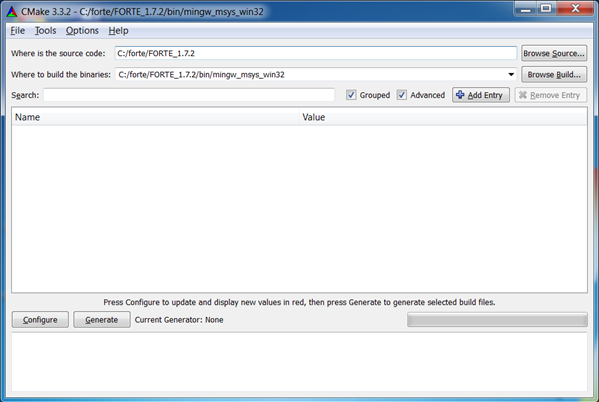 CMake 3.3.2 - C:/forte/FORTE_1.7.2/bin/mingw_msys_win32
File Tools Options Help
Where is the source code: C:/forte/FORTE_1.7.2 Browse Source...
Where to build the binaries: C:/forte/FORTE_1.7.2/bin/mingw_msys_win32 Browse Build...
Search: Grouped Advanced Add Entry Remove Entry
Name Value
Press Configure to update and display new values in red, then press Generate to generate selected build files.
Configure Generate Current Generator: None